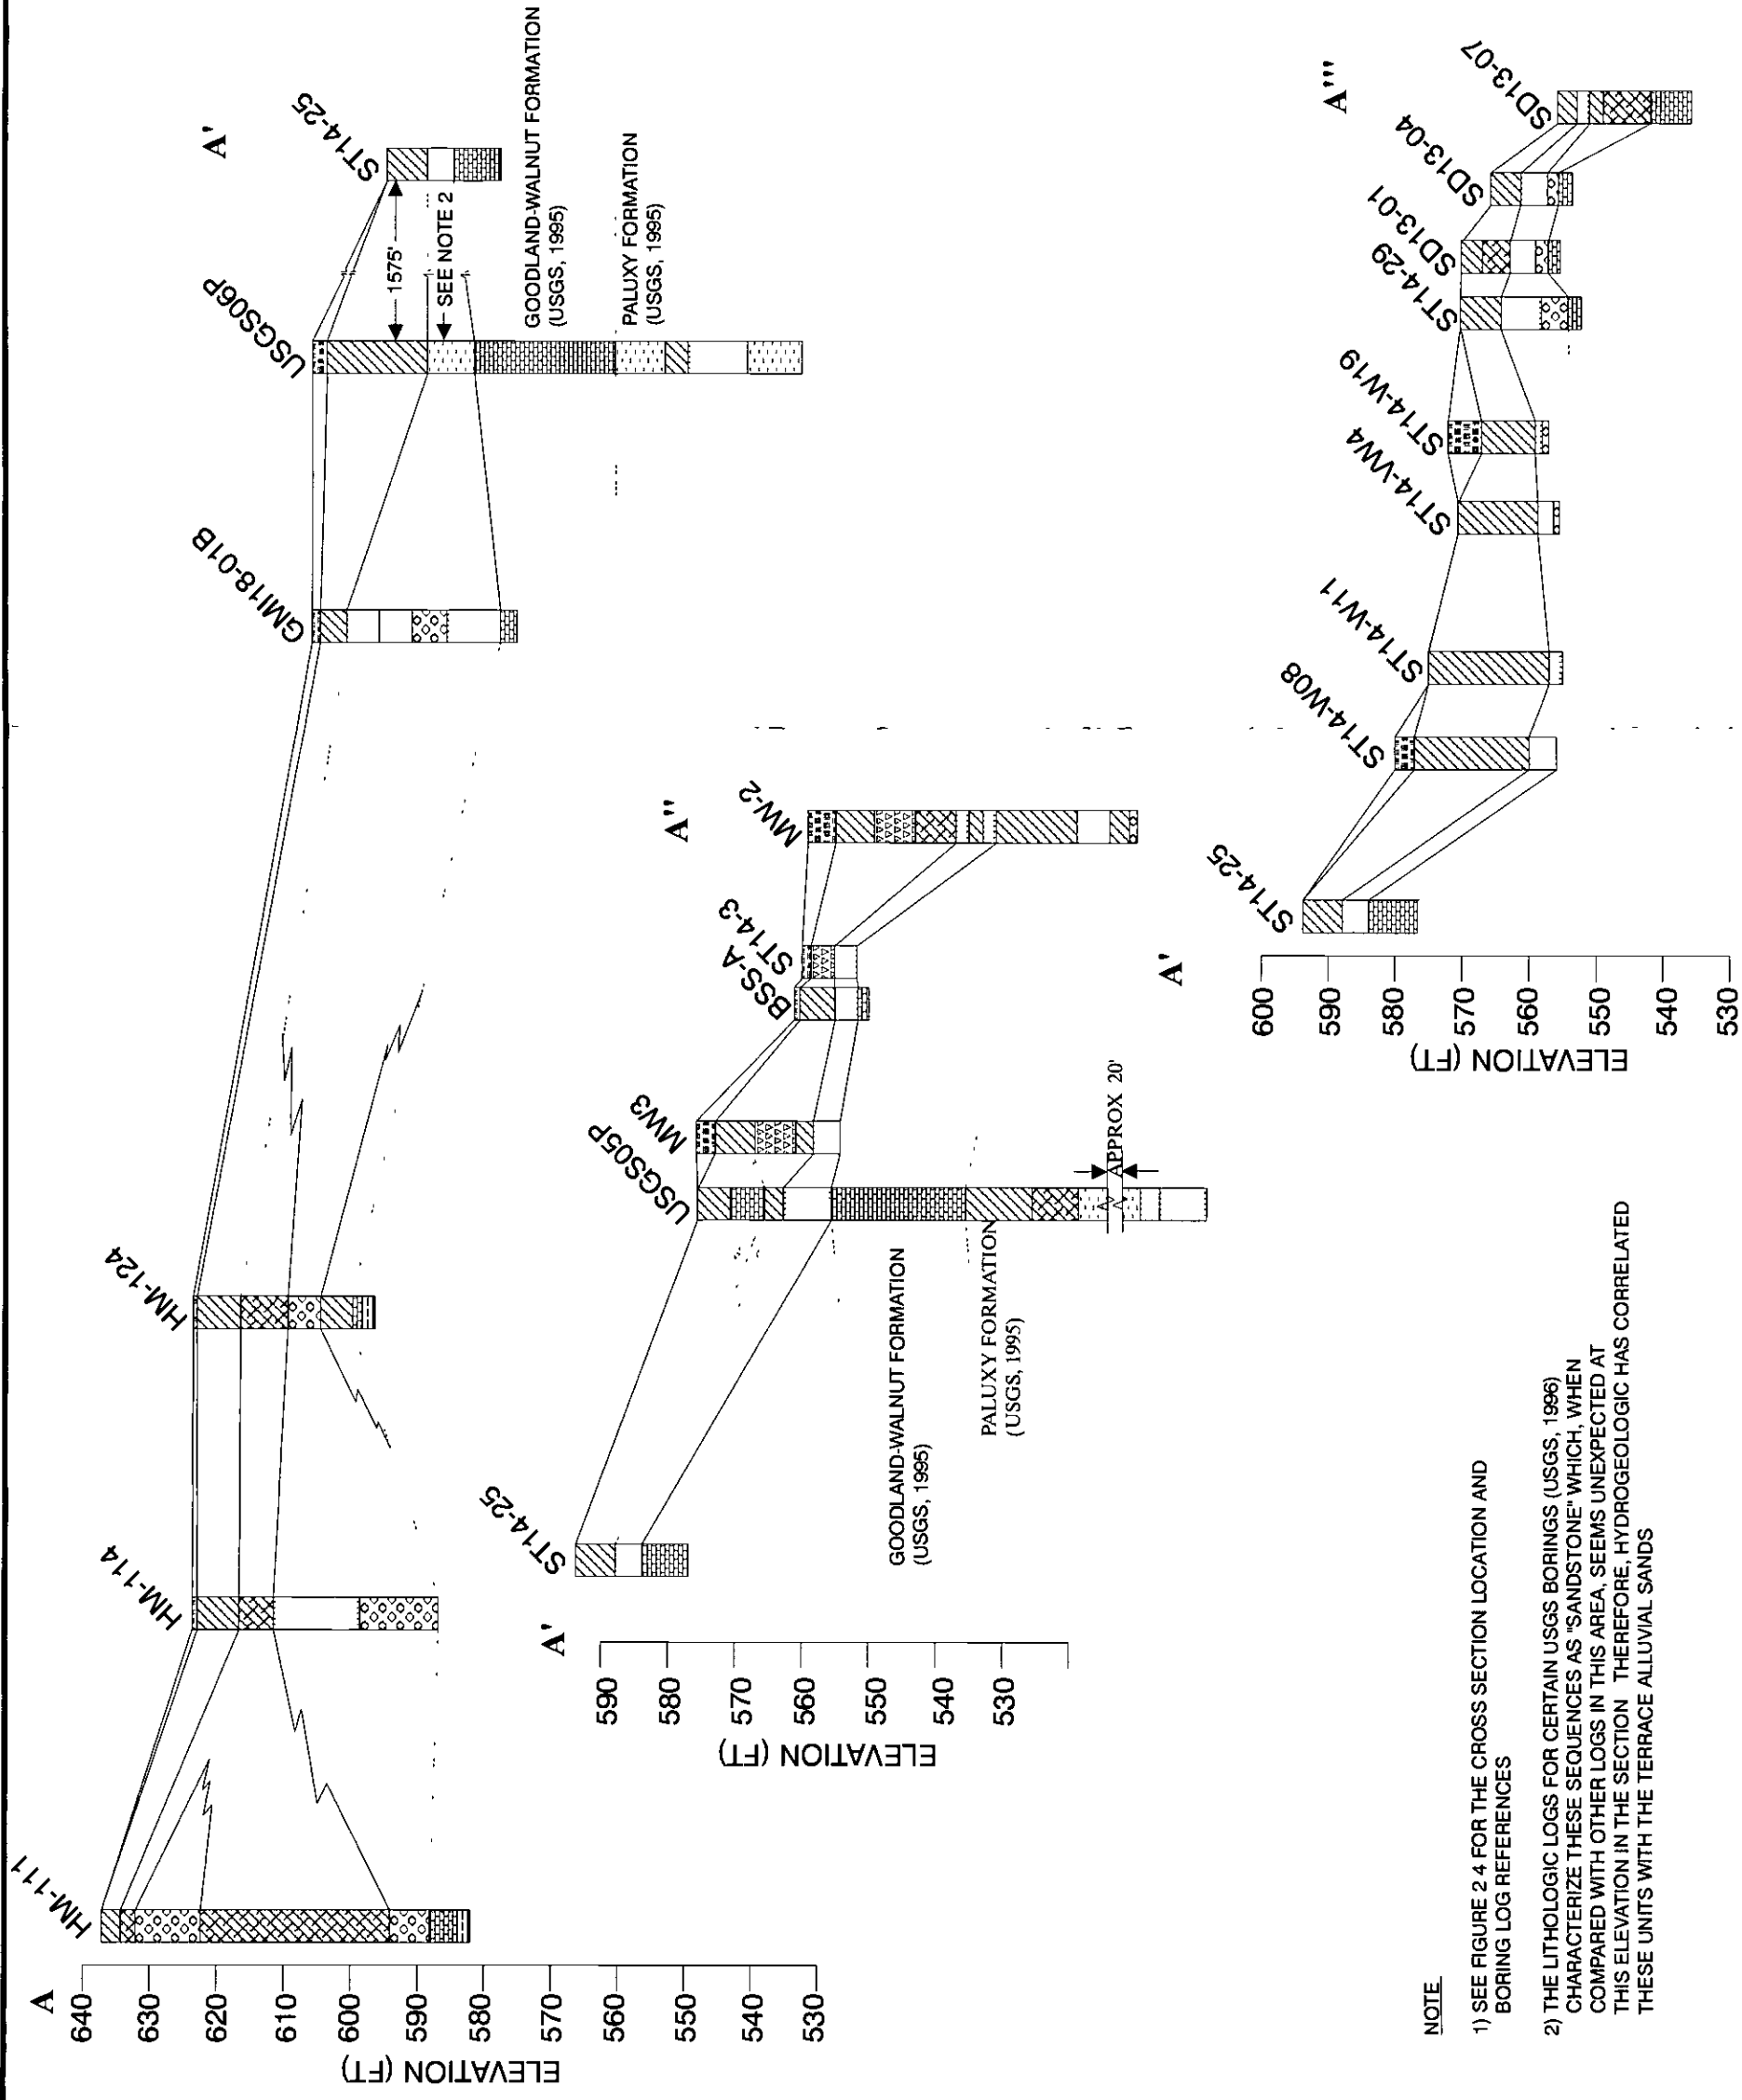 A
A'
HM-111
HM-114
HM-124
GMI18-01B
USGS06P
ST14-25
640
630
620
610
600
590
580
570
560
550
540
530
ELEVATION (FT)
1575'
SEE NOTE 2
GOODLAND-WALNUT FORMATION
(USGS, 1995)
PALUXY FORMATION
(USGS, 1995)
A'
A''
ST14-25
USGS05P
MW3
BSS-A
ST14-3
MW-2
590
580
570
560
550
540
530
ELEVATION (FT)
GOODLAND-WALNUT FORMATION
(USGS, 1995)
PALUXY FORMATION
(USGS, 1995)
APPROX 20'
A'
A'''
ST14-25
ST14-W08
ST14-W11
ST14-VW4
ST14-W19
ST14-29
SD13-01
SD13-04
SD13-07
600
590
580
570
560
550
540
530
ELEVATION (FT)
NOTE
1) SEE FIGURE 2 4 FOR THE CROSS SECTION LOCATION AND
BORING LOG REFERENCES
2) THE LITHOLOGIC LOGS FOR CERTAIN USGS BORINGS (USGS, 1996)
CHARACTERIZE THESE SEQUENCES AS "SANDSTONE" WHICH, WHEN
COMPARED WITH OTHER LOGS IN THIS AREA, SEEMS UNEXPECTED AT
THIS ELEVATION IN THE SECTION THEREFORE, HYDROGEOLOGIC HAS CORRELATED
THESE UNITS WITH THE TERRACE ALLUVIAL SANDS